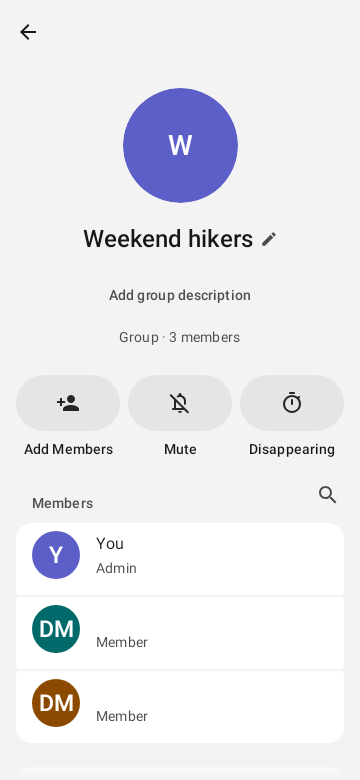 W
Weekend hikers
Add group description
Group · 3 members
Add Members
Mute
Disappearing
Members
Y
You
Admin
DM
Member
DM
Member